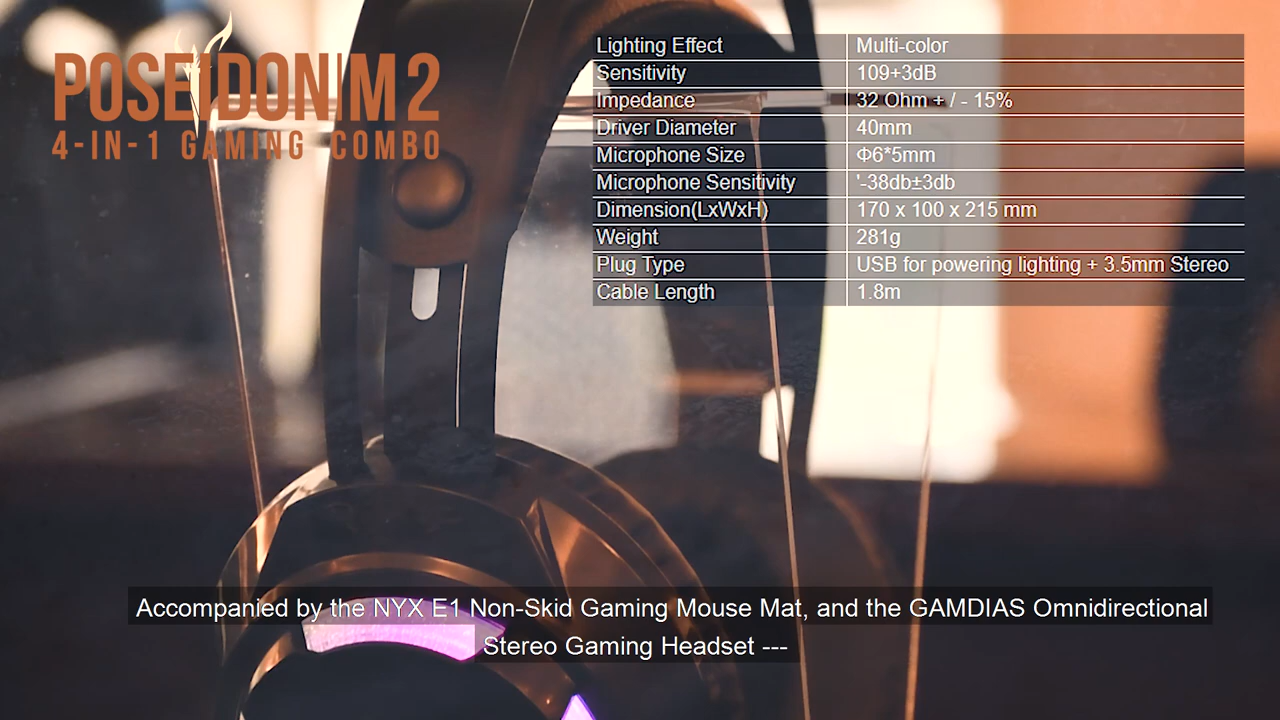 POSEIDON M2
4-IN-1 GAMING COMBO
Lighting Effect Multi-color
Sensitivity 109+3dB
Impedance 32 Ohm + / - 15%
Driver Diameter 40mm
Microphone Size Φ6*5mm
Microphone Sensitivity '-38db±3db
Dimension(LxWxH) 170 x 100 x 215 mm
Weight 281g
Plug Type USB for powering lighting + 3.5mm Stereo
Cable Length 1.8m
Accompanied by the NYX E1 Non-Skid Gaming Mouse Mat, and the GAMDIAS Omnidirectional
Stereo Gaming Headset ---